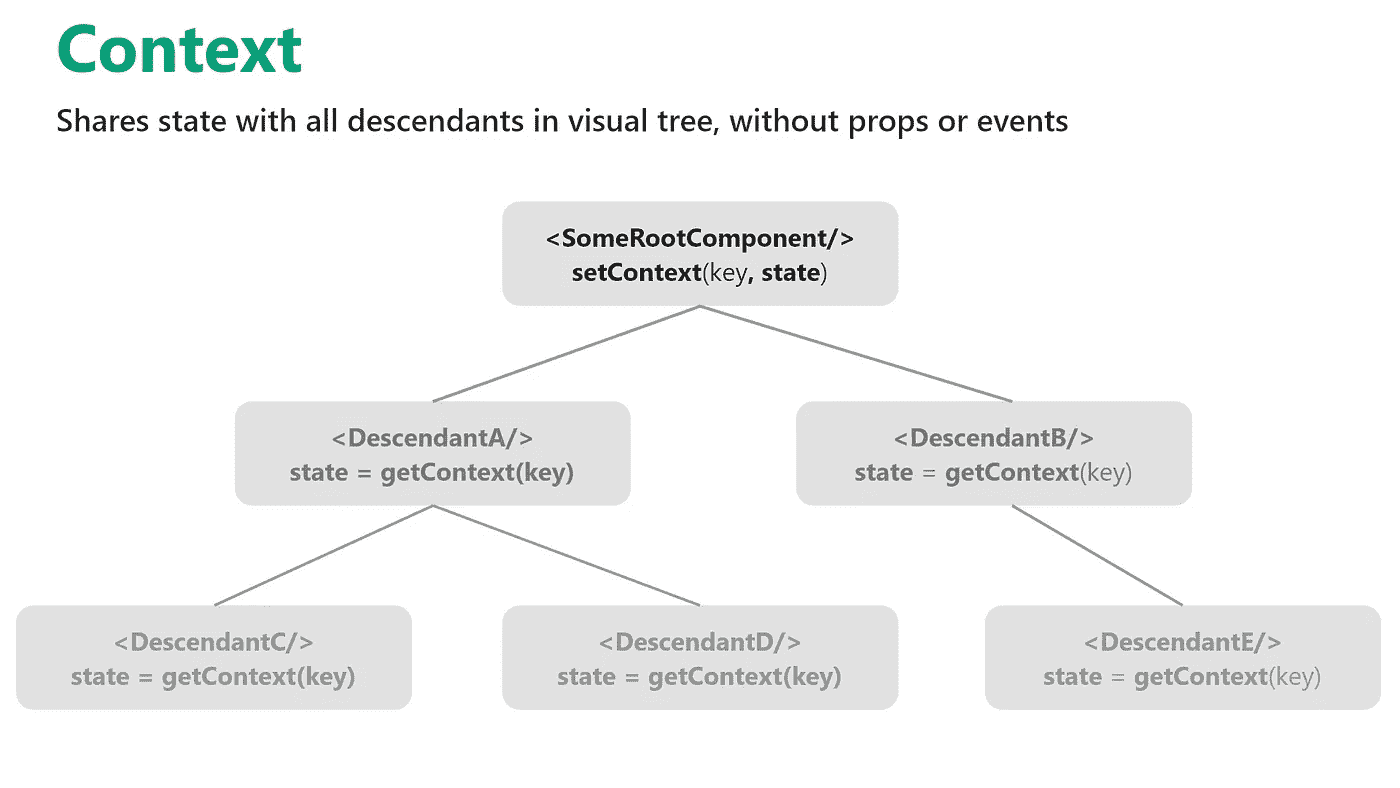 Context
Shares state with all descendants in visual tree, without props or events
<SomeRootComponent/>
setContext(key, state)
<DescendantA/>
state = getContext(key)
<DescendantB/>
state = getContext(key)
<DescendantC/>
state = getContext(key)
<DescendantD/>
state = getContext(key)
<DescendantE/>
state = getContext(key)